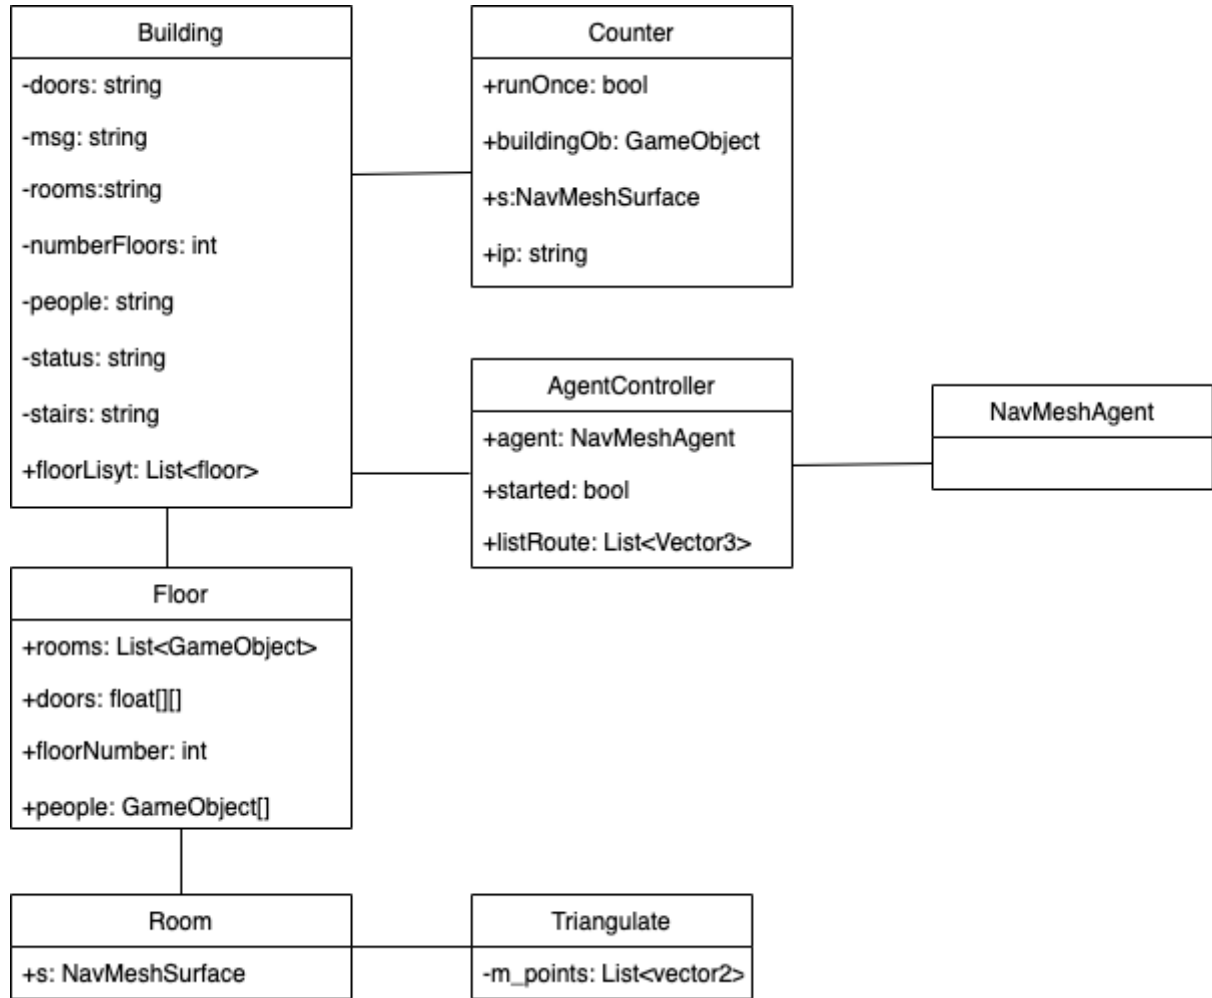 Building
-doors: string
-msg: string
-rooms:string
-numberFloors: int
-people: string
-status: string
-stairs: string
+floorLisyt: List<floor>
Counter
+runOnce: bool
+buildingOb: GameObject
+s:NavMeshSurface
+ip: string
AgentController
+agent: NavMeshAgent
+started: bool
+listRoute: List<Vector3>
NavMeshAgent
Floor
+rooms: List<GameObject>
+doors: float[][]
+floorNumber: int
+people: GameObject[]
Room
+s: NavMeshSurface
Triangulate
-m_points: List<vector2>